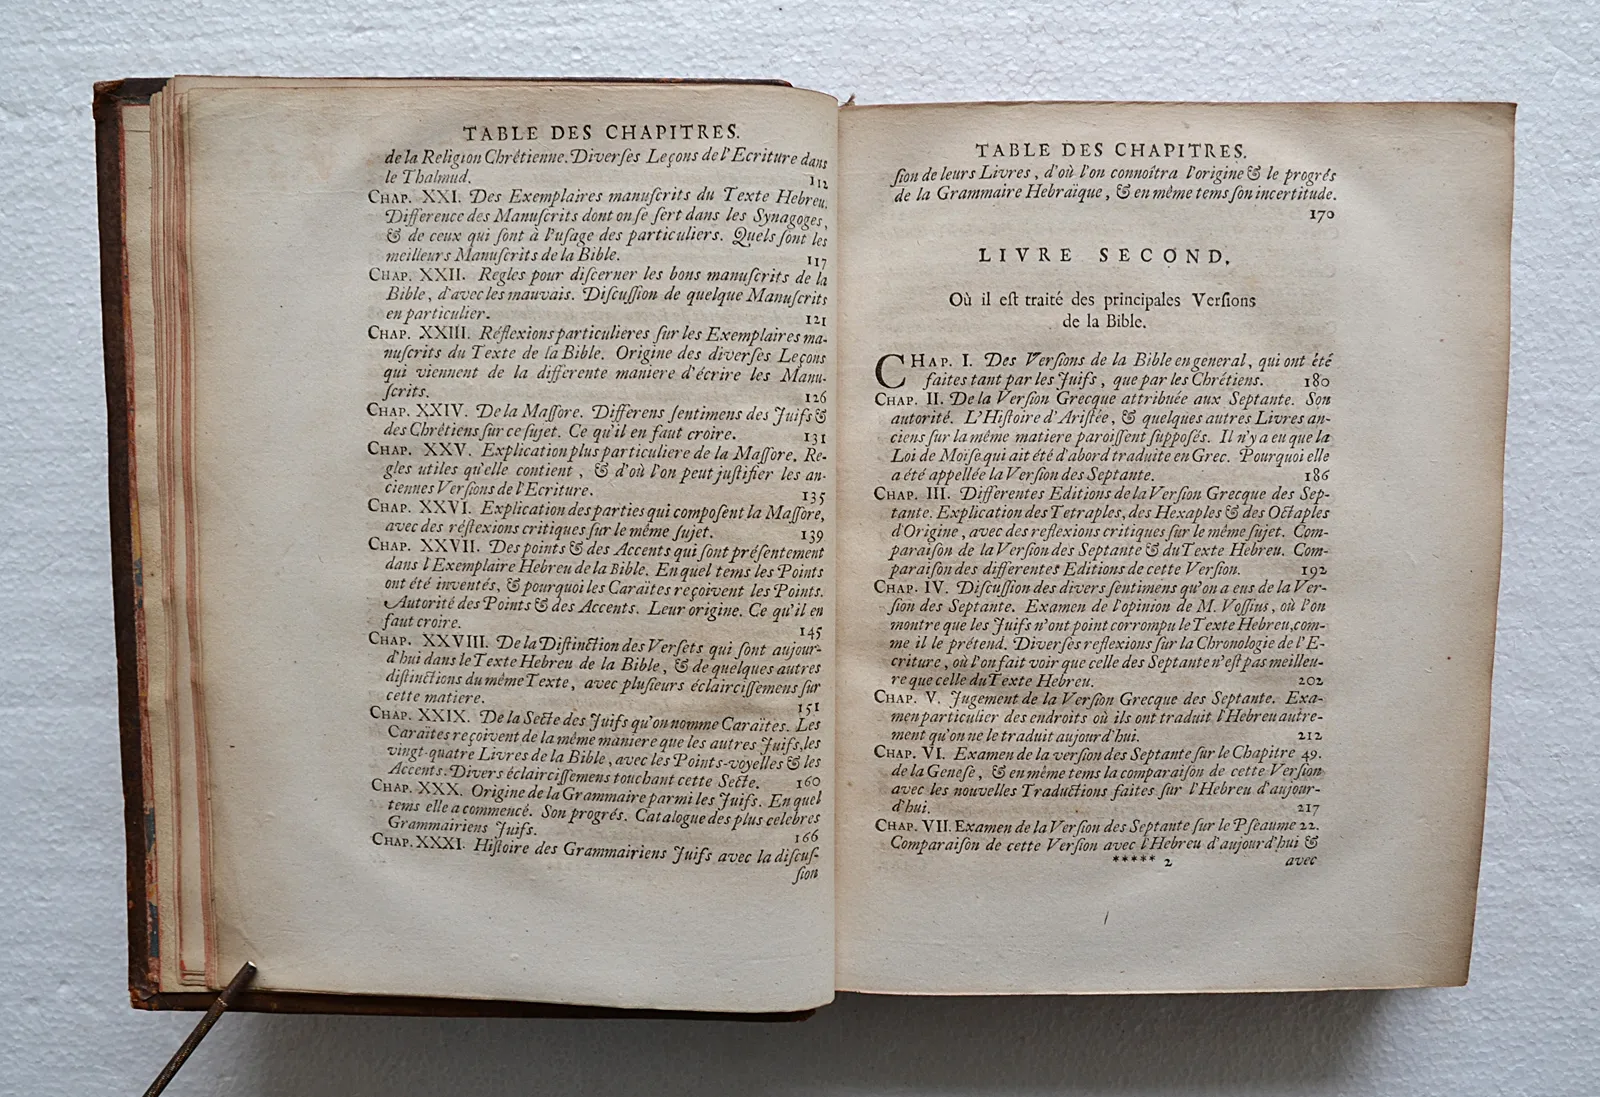 TABLE DES CHAPITRES.
de la Religion Chrêtienne. Diverſes Leçons de l'Ecriture dans
le Thalmud. 112
CHAP. XXI. Des Exemplaires manuſcrits du Texte Hebreu.
Difference des Manuſcrits dont on ſe ſert dans les Synagoges,
& de ceux qui ſont à l'uſage des particuliers. Quels ſont les
meilleurs Manuſcrits de la Bible. 117
CHAP. XXII. Regles pour diſcerner les bons manuſcrits de la
Bible, d'avec les mauvais. Diſcuſſion de quelque Manuſcrits
en particulier. 121
CHAP. XXIII. Réflexions particulieres ſur les Exemplaires ma-
nuſcrits du Texte de la Bible. Origine des diverſes Leçons
qui viennent de la differente maniere d'écrire les Manu-
ſcrits. 126
CHAP. XXIV. De la Maſſore. Differens ſentimens des Juifs &
des Chrêtiens ſur ce ſujet. Ce qu'il en faut croire. 131
CHAP. XXV. Explication plus particuliere de la Maſſore. Re-
gles utiles qu'elle contient, & d'où l'on peut juſtifier les an-
ciennes Verſions de l'Ecriture. 135
CHAP. XXVI. Explication des parties qui compoſent la Maſſore,
avec des réflexions critiques ſur le même ſujet. 139
CHAP. XXVII. Des points & des Accents qui ſont préſentement
dans l'Exemplaire Hebreu de la Bible. En quel tems les Points
ont été inventés, & pourquoi les Caraïtes reçoivent les Points.
Autorité des Points & des Accents. Leur origine. Ce qu'il en
faut croire. 145
CHAP. XXVIII. De la Diſtinction des Verſets qui ſont aujour-
d'hui dans le Texte Hebreu de la Bible, & de quelques autres
diſtinctions du même Texte, avec pluſieurs éclairciſſemens ſur
cette matiere. 151
CHAP. XXIX. De la Secte des Juifs qu'on nomme Caraïtes. Les
Caraïtes reçoivent de la même maniere que les autres Juifs, les
vingt-quatre Livres de la Bible, avec les Points-voyelles & les
Accents. Divers éclairciſſemens touchant cette Secte. 160
CHAP. XXX. Origine de la Grammaire parmi les Juifs. En quel
tems elle a commencé. Son progrés. Catalogue des plus celebres
Grammairiens Juifs. 166
CHAP. XXXI. Hiſtoire des Grammairiens Juifs avec la diſcuſ-
ſion
TABLE DES CHAPITRES.
ſion de leurs Livres, d'où l'on connoîtra l'origine & le progrés
de la Grammaire Hebraïque, & en même tems ſon incertitude.
170
LIVRE SECOND,
Où il eſt traité des principales Verſions
de la Bible.
CHAP. I. Des Verſions de la Bible en general, qui ont été
faites tant par les Juifs, que par les Chrétiens. 180
CHAP. II. De la Verſion Grecque attribuée aux Septante. Son
autorité. L'Hiſtoire d'Ariſtée, & quelques autres Livres an-
ciens ſur la même matiere paroiſſent ſuppoſés. Il n'y a eu que la
Loi de Moïſe qui ait été d'abord traduite en Grec. Pourquoi elle
a été appellée la Verſion des Septante. 186
CHAP. III. Differentes Editions de la Verſion Grecque des Sep-
tante. Explication des Tetraples, des Hexaples & des Octaples
d'Origine, avec des reflexions critiques ſur le même ſujet. Com-
paraiſon de la Verſion des Septante & du Texte Hebreu. Com-
paraiſon des differentes Editions de cette Verſion. 192
CHAP. IV. Diſcuſſion des divers ſentimens qu'on a eus de la Ver-
ſion des Septante. Examen de l'opinion de M. Voſſius, où l'on
montre que les Juifs n'ont point corrompu le Texte Hebreu, com-
me il le prétend. Diverſes reflexions ſur la Chronologie de l'E-
criture, où l'on fait voir que celle des Septante n'eſt pas meilleu-
re que celle du Texte Hebreu. 202
CHAP. V. Jugement de la Verſion Grecque des Septante. Exa-
men particulier des endroits où ils ont traduit l'Hebreu autre-
ment qu'on ne le traduit aujourd'hui. 212
CHAP. VI. Examen de la verſion des Septante ſur le Chapitre 49.
de la Geneſe, & en même tems la comparaiſon de cette Verſion
avec les nouvelles Traductions faites ſur l'Hebreu d'aujour-
d'hui. 217
CHAP. VII. Examen de la Verſion des Septante ſur le Pſeaume 22.
Comparaiſon de cette Verſion avec l'Hebreu d'aujourd'hui &
***** 2 avec